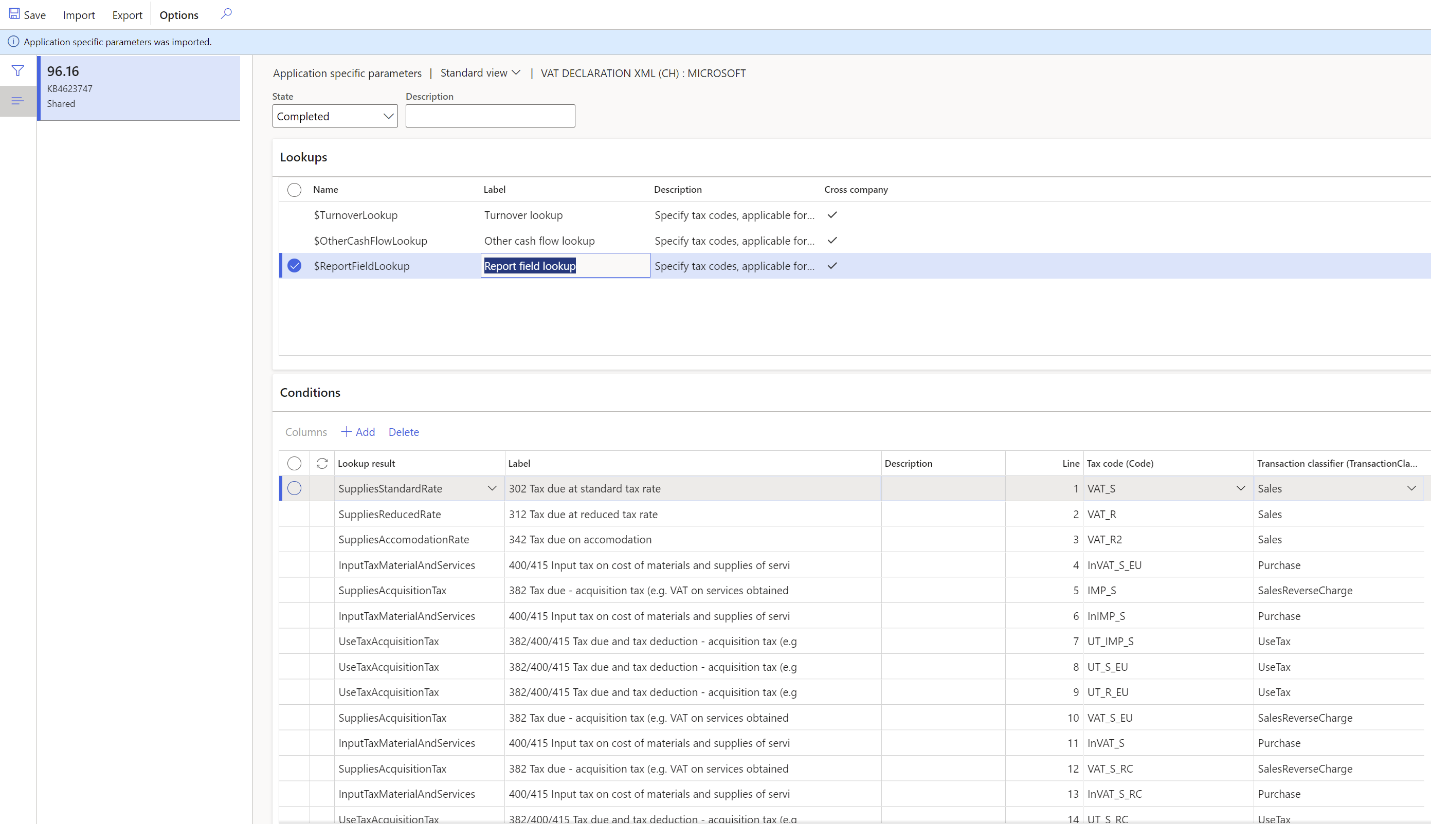 Save Import Export Options
Application specific parameters was imported.
96.16
KB4623747
Shared
Application specific parameters | Standard view | VAT DECLARATION XML (CH) : MICROSOFT
State Description
Completed
Lookups
Name Label Description Cross company
$TurnoverLookup Turnover lookup Specify tax codes, applicable for...
$OtherCashFlowLookup Other cash flow lookup Specify tax codes, applicable for...
$ReportFieldLookup Report field lookup Specify tax codes, applicable for...
Conditions
Columns + Add Delete
Lookup result Label Description Line Tax code (Code) Transaction classifier (TransactionCla...
SuppliesStandardRate 302 Tax due at standard tax rate 1 VAT_S Sales
SuppliesReducedRate 312 Tax due at reduced tax rate 2 VAT_R Sales
SuppliesAccomodationRate 342 Tax due on accomodation 3 VAT_R2 Sales
InputTaxMaterialAndServices 400/415 Input tax on cost of materials and supplies of servi 4 InVAT_S_EU Purchase
SuppliesAcquisitionTax 382 Tax due - acquisition tax (e.g. VAT on services obtained 5 IMP_S SalesReverseCharge
InputTaxMaterialAndServices 400/415 Input tax on cost of materials and supplies of servi 6 InIMP_S Purchase
UseTaxAcquisitionTax 382/400/415 Tax due and tax deduction - acquisition tax (e.g 7 UT_IMP_S UseTax
UseTaxAcquisitionTax 382/400/415 Tax due and tax deduction - acquisition tax (e.g 8 UT_S_EU UseTax
UseTaxAcquisitionTax 382/400/415 Tax due and tax deduction - acquisition tax (e.g 9 UT_R_EU UseTax
SuppliesAcquisitionTax 382 Tax due - acquisition tax (e.g. VAT on services obtained 10 VAT_S_EU SalesReverseCharge
InputTaxMaterialAndServices 400/415 Input tax on cost of materials and supplies of servi 11 InVAT_S Purchase
SuppliesAcquisitionTax 382 Tax due - acquisition tax (e.g. VAT on services obtained 12 VAT_S_RC SalesReverseCharge
InputTaxMaterialAndServices 400/415 Input tax on cost of materials and supplies of servi 13 InVAT_S_RC Purchase
UseTaxAcquisitionTax 382/400/415 Tax due and tax deduction - acquisition tax (e.g 14 UT_S_RC UseTax